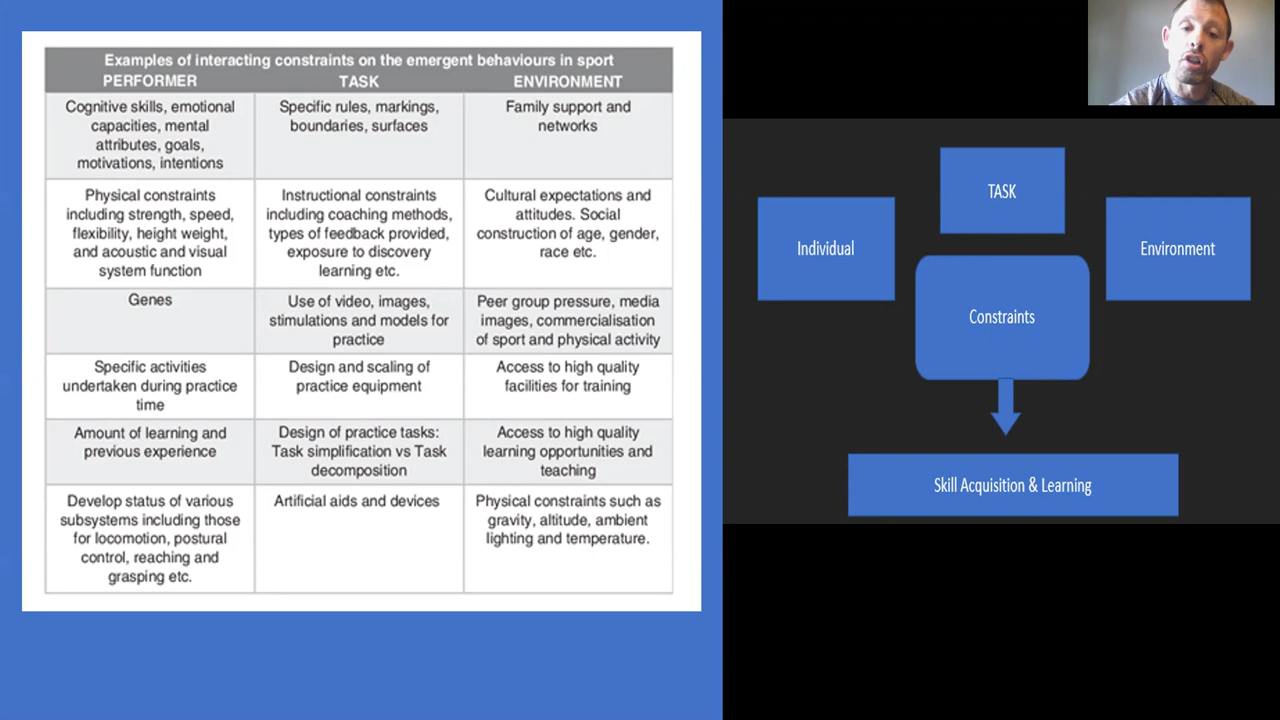 Examples of interacting constraints on the emergent behaviours in sport
PERFORMER
TASK
ENVIRONMENT
Cognitive skills, emotional
capacities, mental
attributes, goals,
motivations, intentions
Specific rules, markings,
boundaries, surfaces
Family support and
networks
Physical constraints
including strength, speed,
flexibility, height weight,
and acoustic and visual
system function
Instructional constraints
including coaching methods,
types of feedback provided,
exposure to discovery
learning etc.
Cultural expectations and
attitudes. Social
construction of age, gender,
race etc.
Genes
Use of video, images,
stimulations and models for
practice
Peer group pressure, media
images, commercialisation
of sport and physical activity
Specific activities
undertaken during practice
time
Design and scaling of
practice equipment
Access to high quality
facilities for training
Amount of learning and
previous experience
Design of practice tasks:
Task simplification vs Task
decomposition
Access to high quality
learning opportunities and
teaching
Develop status of various
subsystems including those
for locomotion, postural
control, reaching and
grasping etc.
Artificial aids and devices
Physical constraints such as
gravity, altitude, ambient
lighting and temperature.
TASK
Individual
Environment
Constraints
Skill Acquisition & Learning